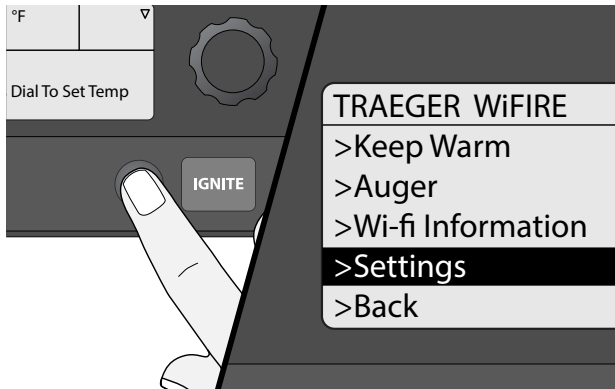 °F
Dial To Set Temp
IGNITE
TRAEGER WiFIRE
>Keep Warm
>Auger
>Wi-fi Information
>Settings
>Back